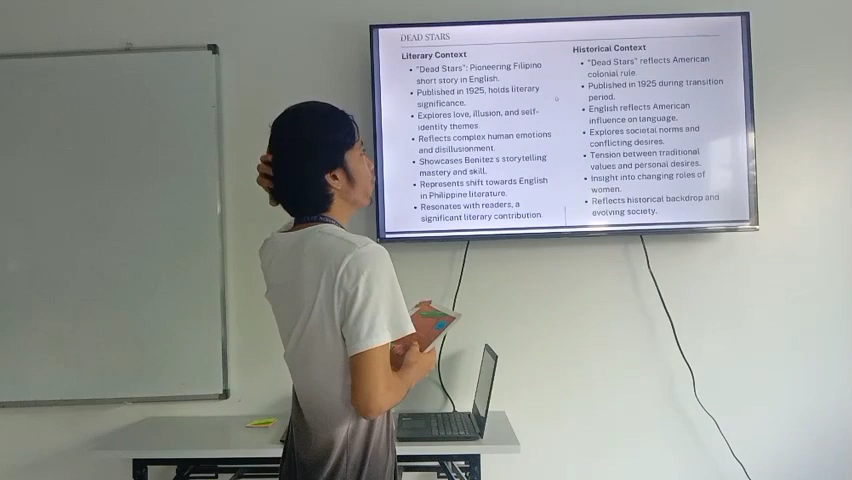 DEAD STARS
Literary Context
• "Dead Stars": Pioneering Filipino
short story in English.
• Published in 1925, holds literary
significance.
• Explores love, illusion, and self-
identity themes.
• Reflects complex human emotions
and disillusionment.
• Showcases Benitez s storytelling
mastery and skill.
• Represents shift towards English
in Philippine literature.
• Resonates with readers, a
significant literary contribution.
Historical Context
• "Dead Stars" reflects American
colonial rule.
• Published in 1925 during transition
period.
• English reflects American
influence on language.
• Explores societal norms and
conflicting desires.
• Tension between traditional
values and personal desires.
• Insight into changing roles of
women.
• Reflects historical backdrop and
evolving society.